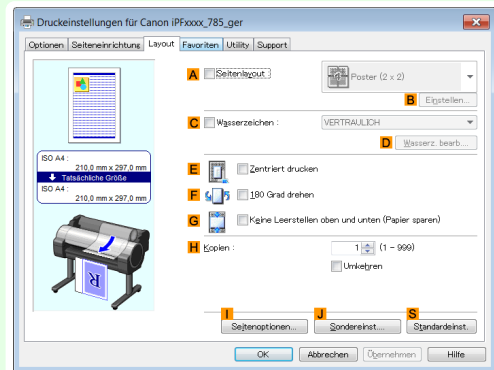 Druckeinstellungen für Canon iPFxxxx_785_ger
Optionen Seiteneinrichtung Layout Favoriten Utility Support
A Seitenlayout :
Poster (2 x 2)
B Einstellen...
C Wasserzeichen : VERTRAULICH
D Wasserz. bearb....
ISO A4 :
210,0 mm x 297,0 mm
Tatsächliche Größe
ISO A4 :
210,0 mm x 297,0 mm
E Zentriert drucken
F 180 Grad drehen
G Keine Leerstellen oben und unten (Papier sparen)
H Kopien : 1 (1 - 999)
Umkehren
R
I J S
Seitenoptionen... Sondereinst.... Standardeinst.
OK Abbrechen Übernehmen Hilfe